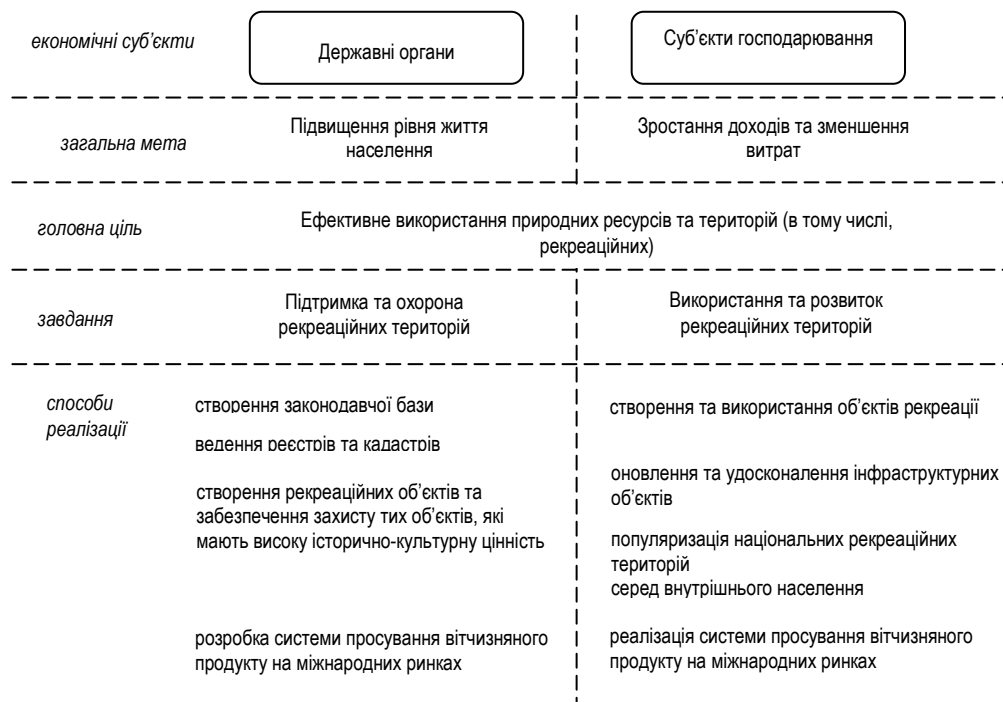 економічні суб’єкти
Державні органи
Суб’єкти господарювання
загальна мета
Підвищення рівня життя
населення
Зростання доходів та зменшення
витрат
головна ціль
Ефективне використання природних ресурсів та територій (в тому числі,
рекреаційних)
завдання
Підтримка та охорона
рекреаційних територій
Використання та розвиток
рекреаційних територій
способи
реалізації
створення законодавчої бази
ведення реєстрів та кадастрів
створення рекреаційних об’єктів та
забезпечення захисту тих об’єктів, які
мають високу історично-культурну цінність
розробка системи просування вітчизняного
продукту на міжнародних ринках
створення та використання об’єктів рекреації
оновлення та удосконалення інфраструктурних
об’єктів
популяризація національних рекреаційних
територій
серед внутрішнього населення
реалізація системи просування вітчизняного
продукту на міжнародних ринках